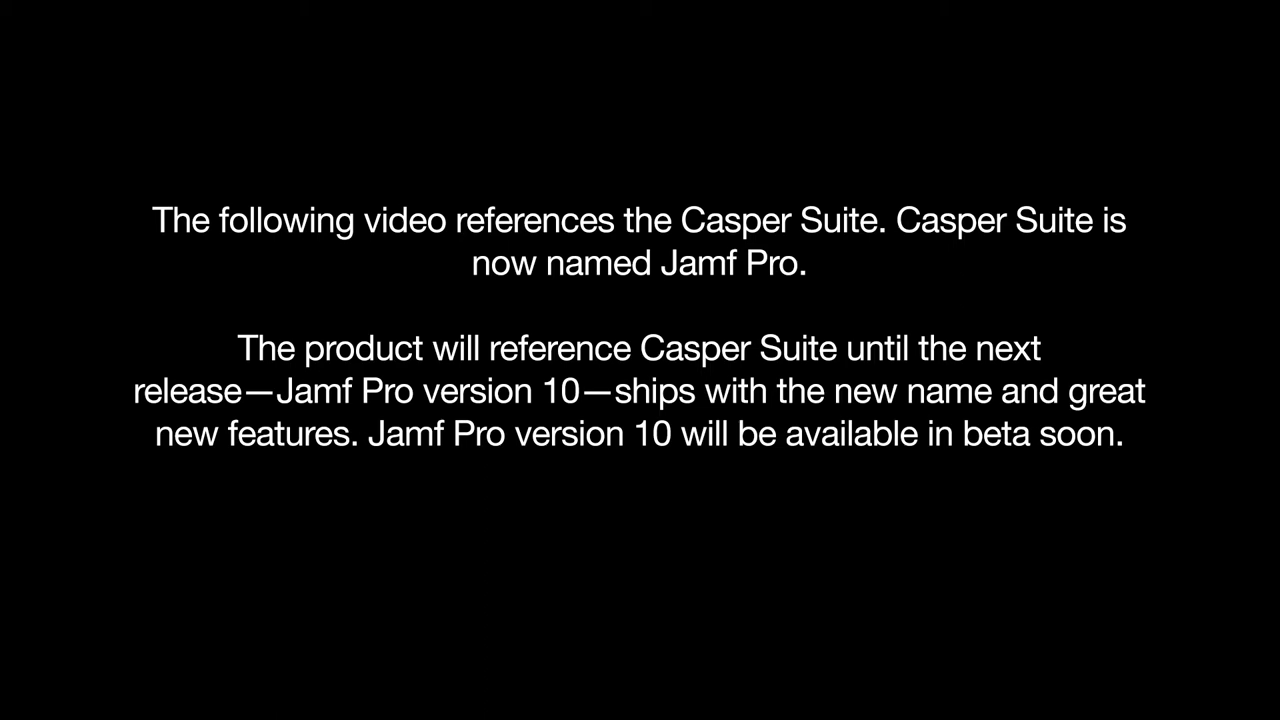 The following video references the Casper Suite. Casper Suite is
now named Jamf Pro.
The product will reference Casper Suite until the next
release—Jamf Pro version 10—ships with the new name and great
new features. Jamf Pro version 10 will be available in beta soon.